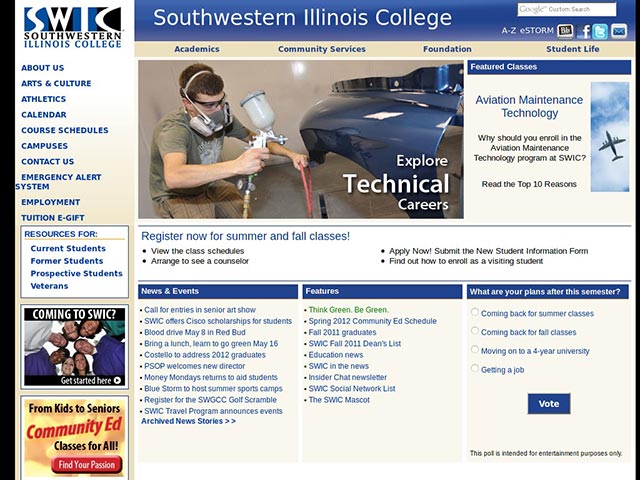 SWIC
SOUTHWESTERN
ILLINOIS COLLEGE
Southwestern Illinois College
Google™ Custom Search
A-Z eSTORM Bb
Academics
Community Services
Foundation
Student Life
ABOUT US
ARTS & CULTURE
ATHLETICS
CALENDAR
COURSE SCHEDULES
CAMPUSES
CONTACT US
EMERGENCY ALERT
SYSTEM
EMPLOYMENT
TUITION E-GIFT
RESOURCES FOR:
Current Students
Former Students
Prospective Students
Veterans
COMING TO SWIC?
Get started here
From Kids to Seniors
Community Ed
Classes for All!
Find Your Passion
Explore
Technical
Careers
Featured Classes
Aviation Maintenance
Technology
Why should you enroll in the
Aviation Maintenance
Technology program at SWIC?
Read the Top 10 Reasons
Register now for summer and fall classes!
View the class schedules
Arrange to see a counselor
Apply Now! Submit the New Student Information Form
Find out how to enroll as a visiting student
News & Events
Call for entries in senior art show
SWIC offers Cisco scholarships for students
Blood drive May 8 in Red Bud
Bring a lunch, learn to go green May 16
Costello to address 2012 graduates
PSOP welcomes new director
Money Mondays returns to aid students
Blue Storm to host summer sports camps
Register for the SWGCC Golf Scramble
SWIC Travel Program announces events
Archived News Stories > >
Features
Think Green. Be Green.
Spring 2012 Community Ed Schedule
Fall 2011 graduates
SWIC Fall 2011 Dean's List
Education news
SWIC in the news
Insider Chat newsletter
SWIC Social Network List
The SWIC Mascot
What are your plans after this semester?
Coming back for summer classes
Coming back for fall classes
Moving on to a 4-year university
Getting a job
Vote
This poll is intended for entertainment purposes only.